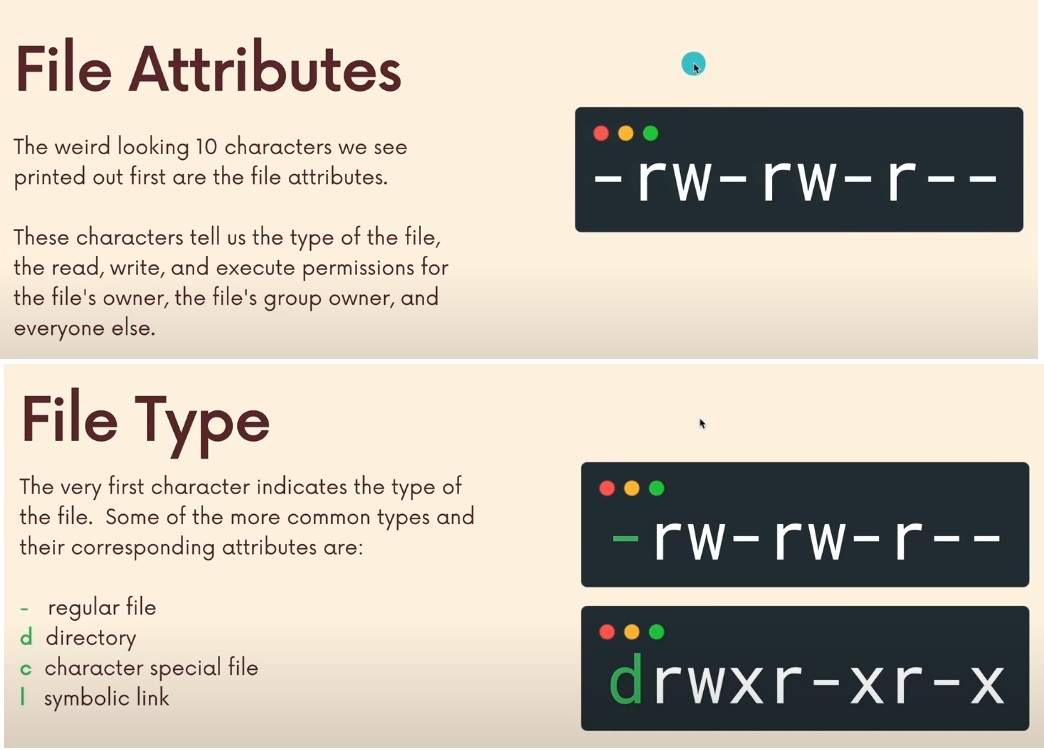 File Attributes
The weird looking 10 characters we see
printed out first are the file attributes.
These characters tell us the type of the file,
the read, write, and execute permissions for
the file's owner, the file's group owner, and
everyone else.
-rw-rw-r--
File Type
The very first character indicates the type of
the file. Some of the more common types and
their corresponding attributes are:
- regular file
d directory
c character special file
l symbolic link
-rw-rw-r--
drwxr-xr-x